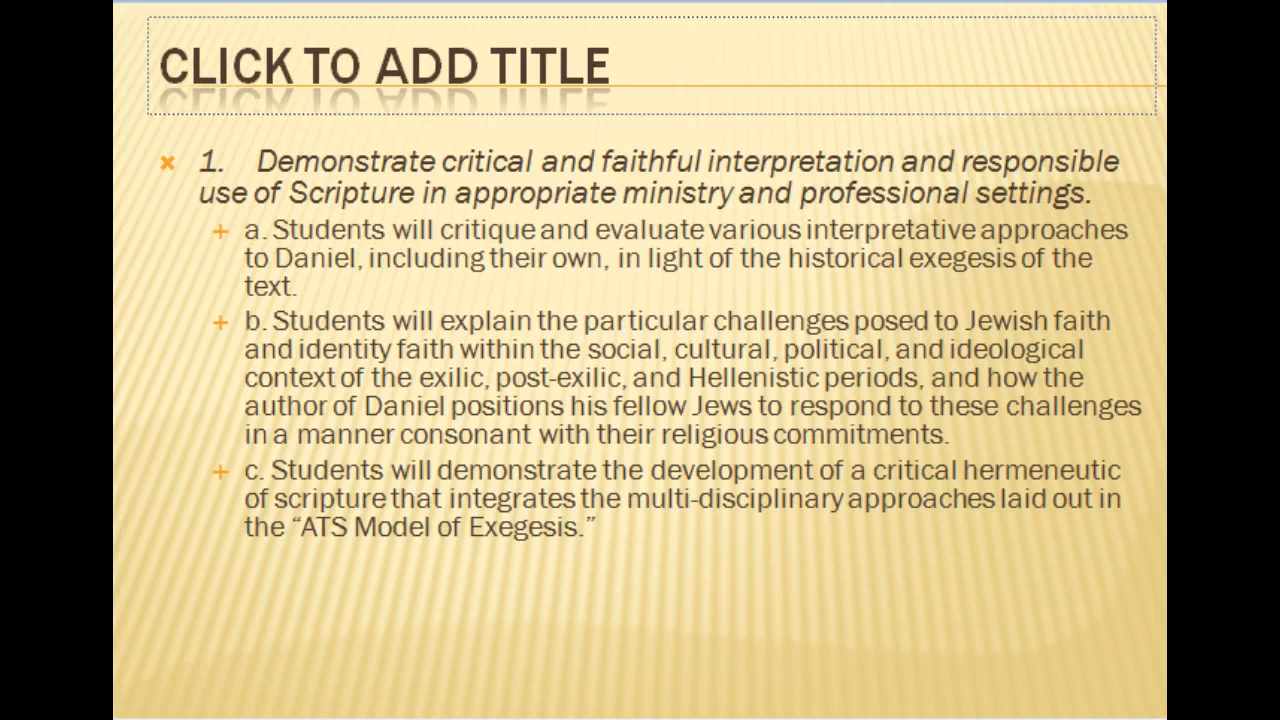 CLICK TO ADD TITLE
1. Demonstrate critical and faithful interpretation and responsible
use of Scripture in appropriate ministry and professional settings.
a. Students will critique and evaluate various interpretative approaches
to Daniel, including their own, in light of the historical exegesis of the
text.
b. Students will explain the particular challenges posed to Jewish faith
and identity faith within the social, cultural, political, and ideological
context of the exilic, post-exilic, and Hellenistic periods, and how the
author of Daniel positions his fellow Jews to respond to these challenges
in a manner consonant with their religious commitments.
c. Students will demonstrate the development of a critical hermeneutic
of scripture that integrates the multi-disciplinary approaches laid out in
the “ATS Model of Exegesis.”